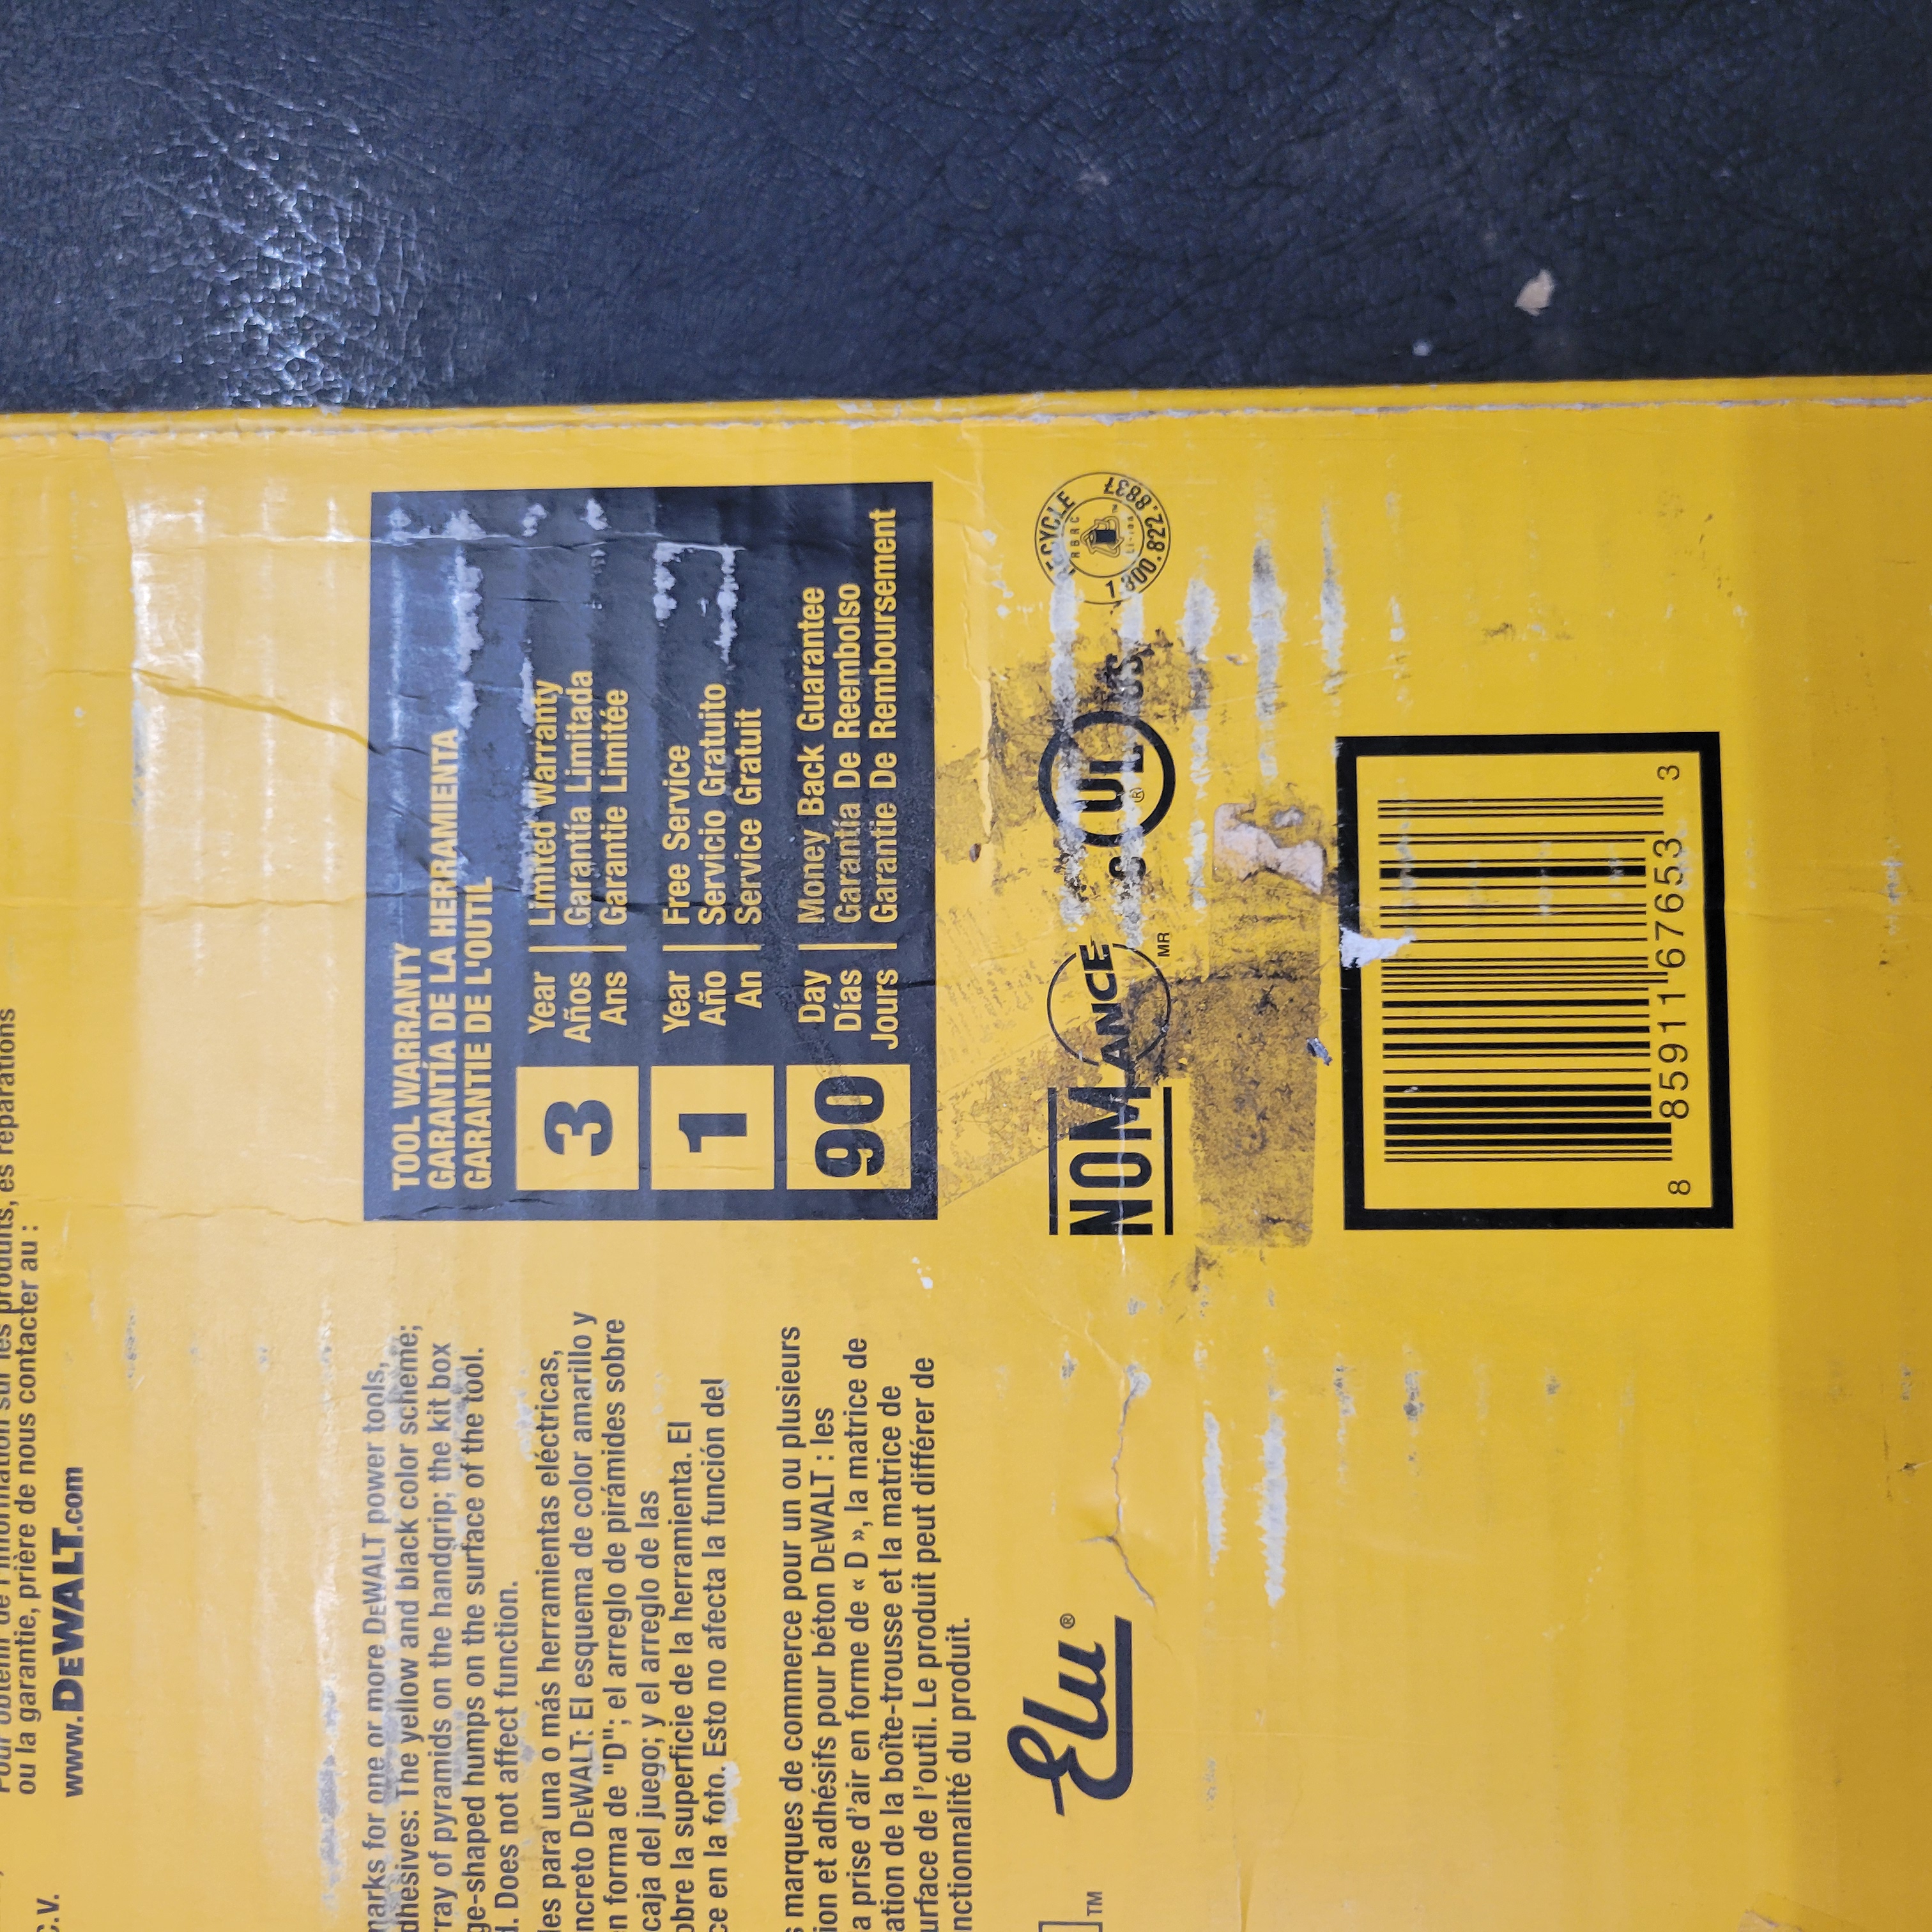 Pour obtenir de l'information sur les produits, les réparations
ou la garantie, prière de nous contacter au :
www.DEWALT.com
C.V.
marks for one or more DEWALT power tools,
dhesives: The yellow and black color scheme;
rray of pyramids on the handgrip; the kit box
ge-shaped humps on the surface of the tool.
d. Does not affect function.
les para una o más herramientas eléctricas,
ncreto DEWALT: El esquema de color amarillo y
n forma de "D"; el arreglo de pirámides sobre
caja del juego; y el arreglo de las
obre la superficie de la herramienta. El
ce en la foto. Esto no afecta la función del
s marques de commerce pour un ou plusieurs
ion et adhésifs pour béton DEWALT : les
a prise d'air en forme de « D », la matrice de
ation de la boîte-trousse et la matrice de
urface de l'outil. Le produit peut différer de
nctionnalité du produit.
TM
Elu®
TOOL WARRANTY
GARANTÍA DE LA HERRAMIENTA
GARANTIE DE L'OUTIL
3
Year | Limited Warranty
Años | Garantía Limitada
Ans | Garantie Limitée
1
Year | Free Service
Año | Servicio Gratuito
An | Service Gratuit
90
Day | Money Back Guarantee
Días | Garantía De Reembolso
Jours | Garantie De Remboursement
NOM ANCE MR
c UL® US
RECYCLE
RBRC
Li-ion
1.800.822.8837
8 85911 67653 3